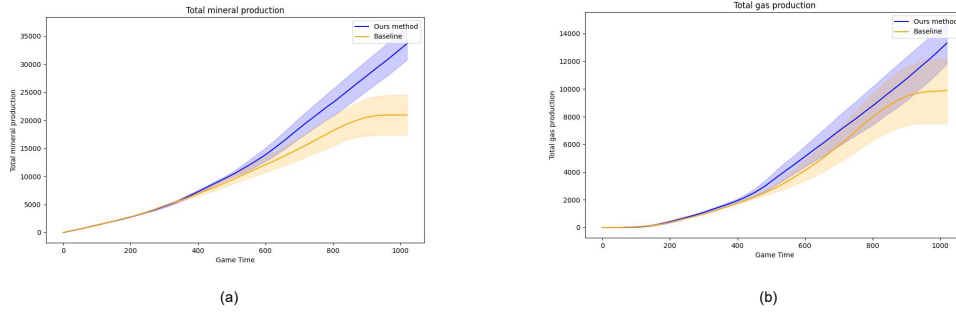 Total mineral production
Total mineral production
35000
30000
25000
20000
15000
10000
5000
0
0 200 400 600 800 1000
Game Time
Ours method
Baseline
(a)
Total gas production
Total gas production
14000
12000
10000
8000
6000
4000
2000
0
0 200 400 600 800 1000
Game Time
Ours method
Baseline
(b)